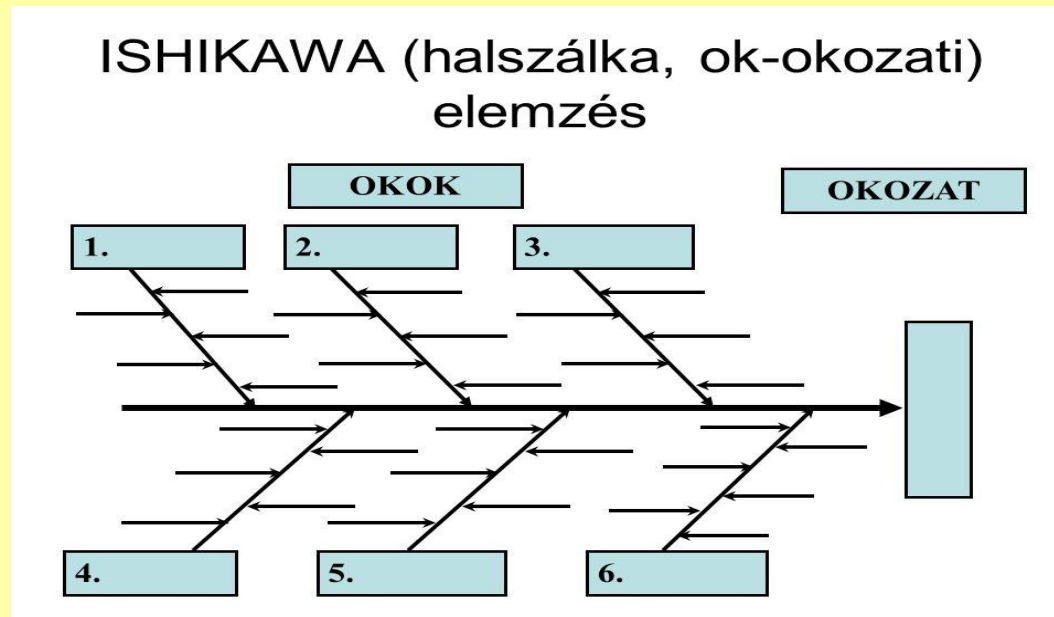 ISHIKAWA (halszálka, ok-okozati)
elemzés
OKOK
OKOZAT
1.
2.
3.
4.
5.
6.